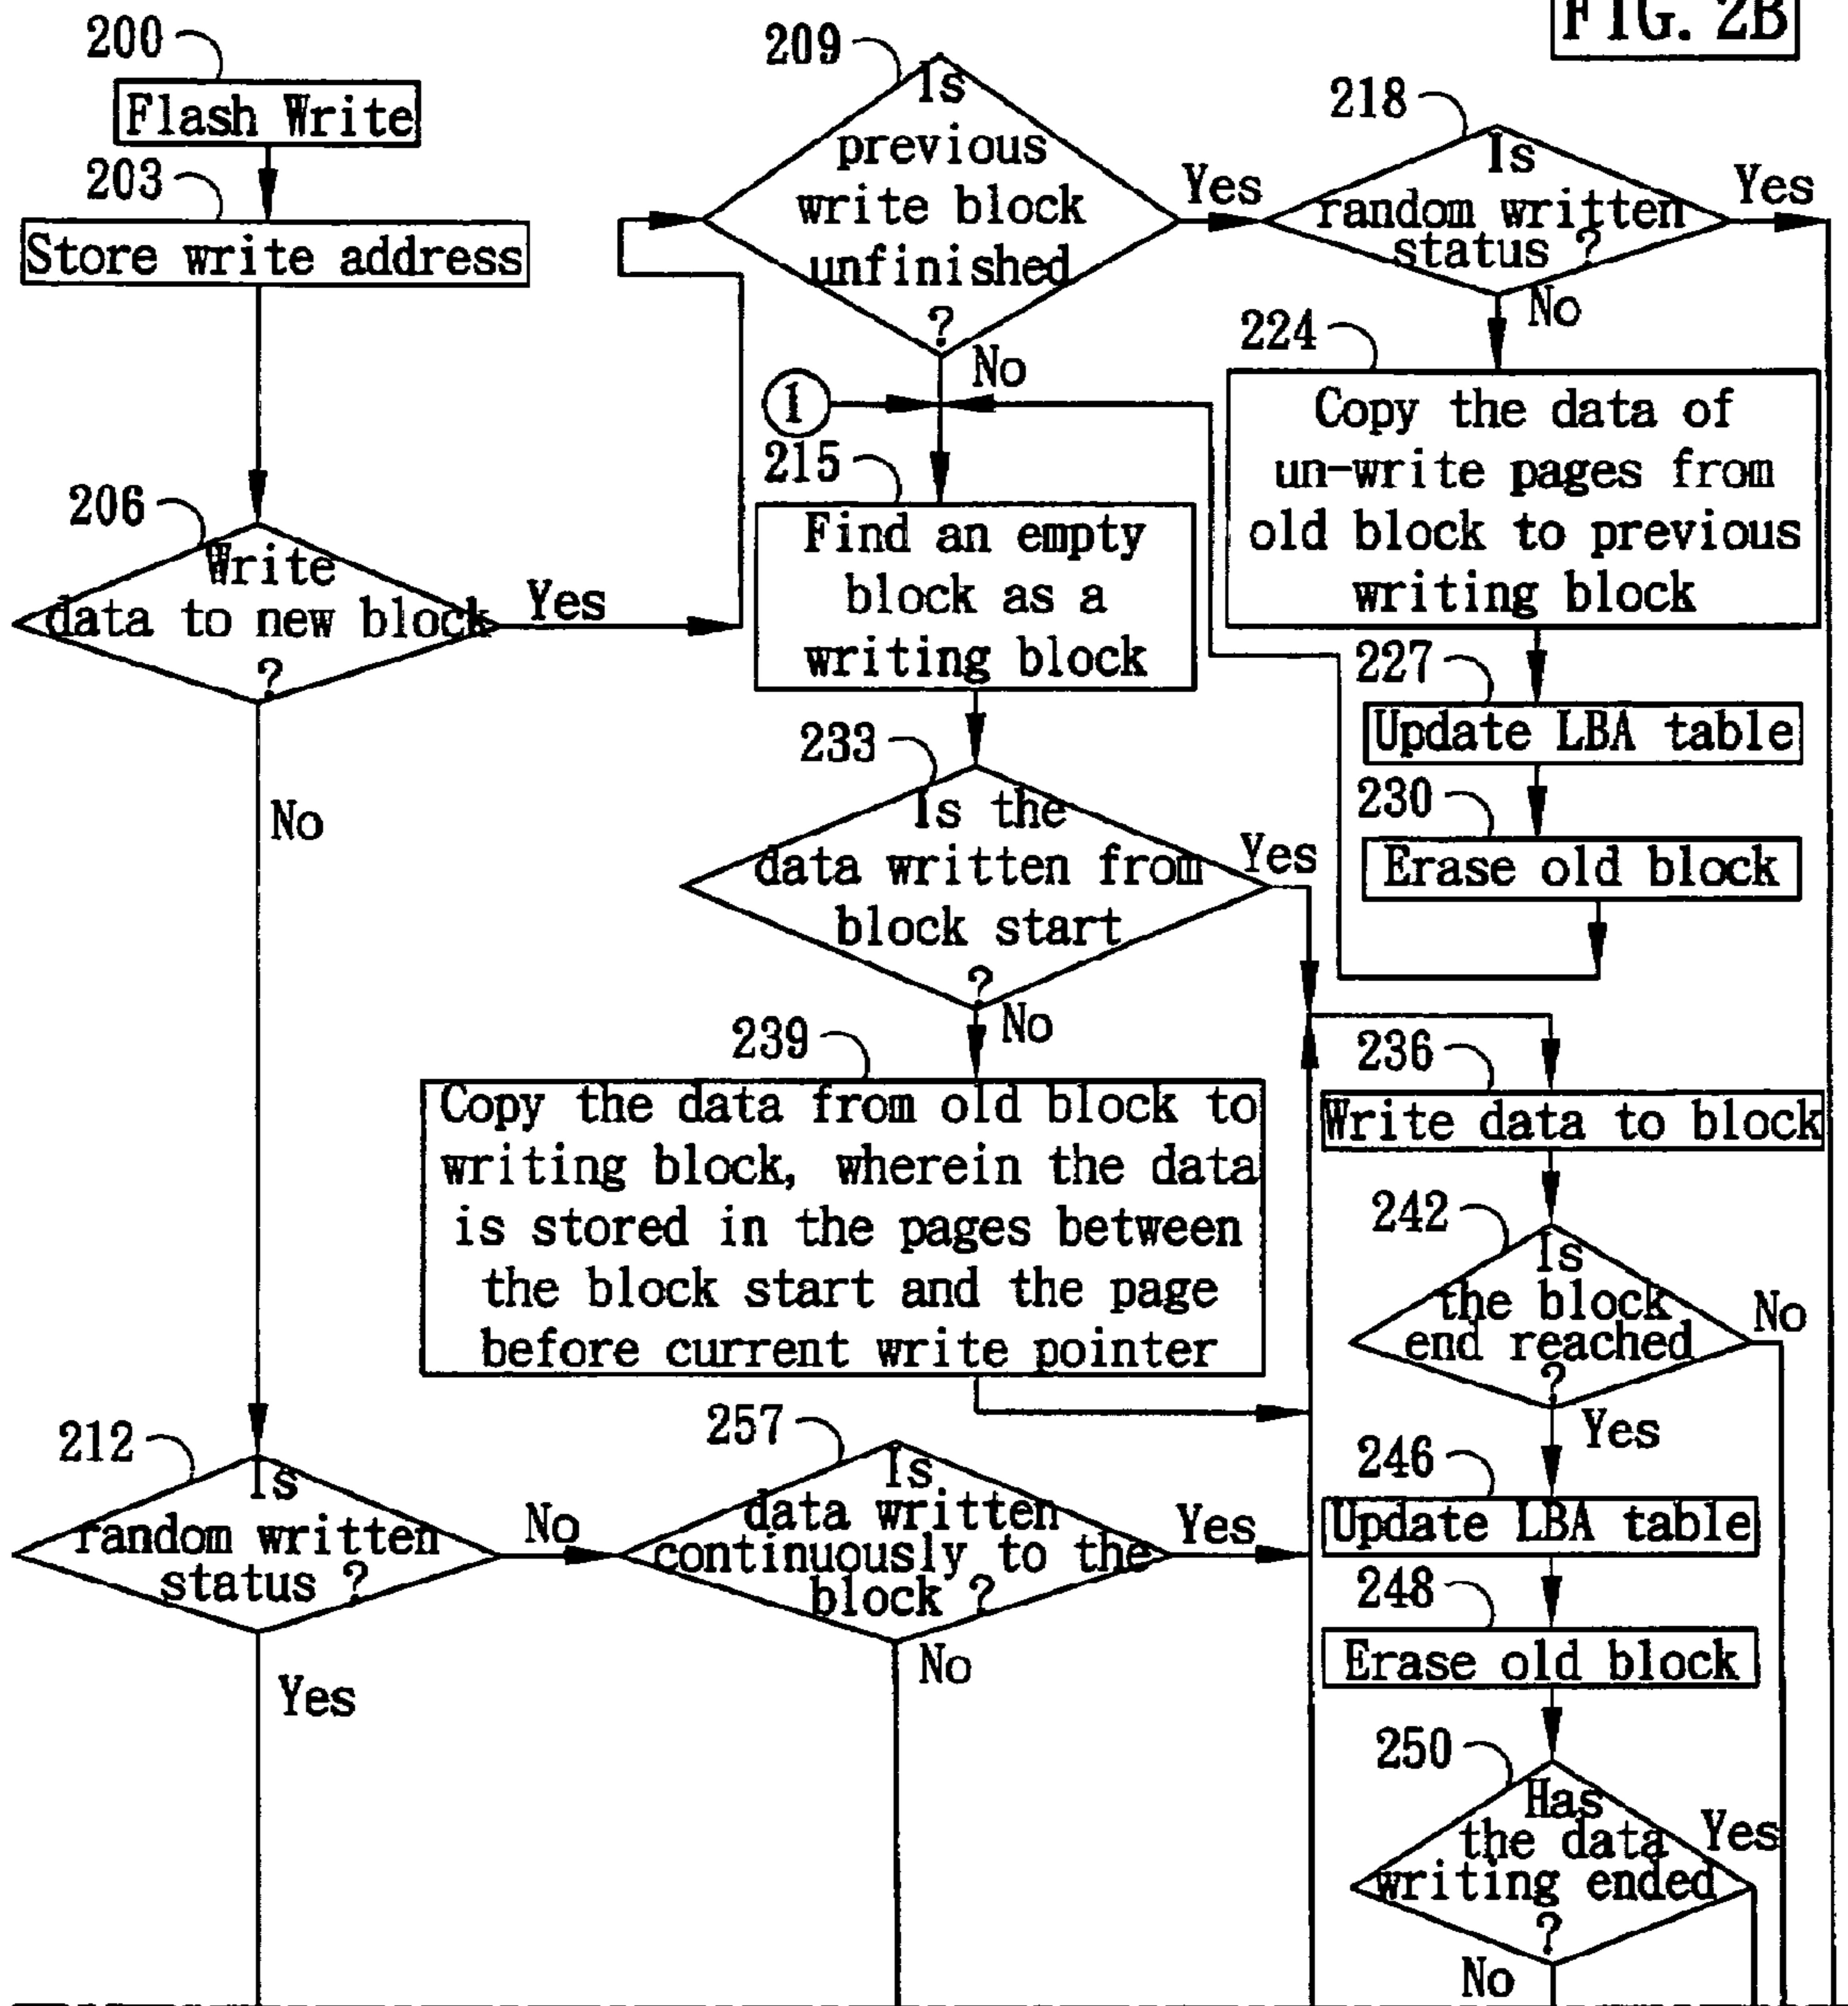 FIG. 2B
200
Flash Write
203
Store write address
206
Write
data to new block
?
Yes
No
209
Is
previous
write block
unfinished
?
Yes
No
218
Is
random written
status ?
Yes
No
1
215
Find an empty
block as a
writing block
224
Copy the data of
un-write pages from
old block to previous
writing block
227
Update LBA table
230
Erase old block
233
Is the
data written from
block start
?
Yes
No
239
Copy the data from old block to
writing block, wherein the data
is stored in the pages between
the block start and the page
before current write pointer
236
Write data to block
242
Is
the block
end reached
?
No
Yes
212
Is
random written
status ?
No
Yes
257
Is
data written
continuously to the
block ?
Yes
No
246
Update LBA table
248
Erase old block
250
Has
the data
writing ended
?
Yes
No